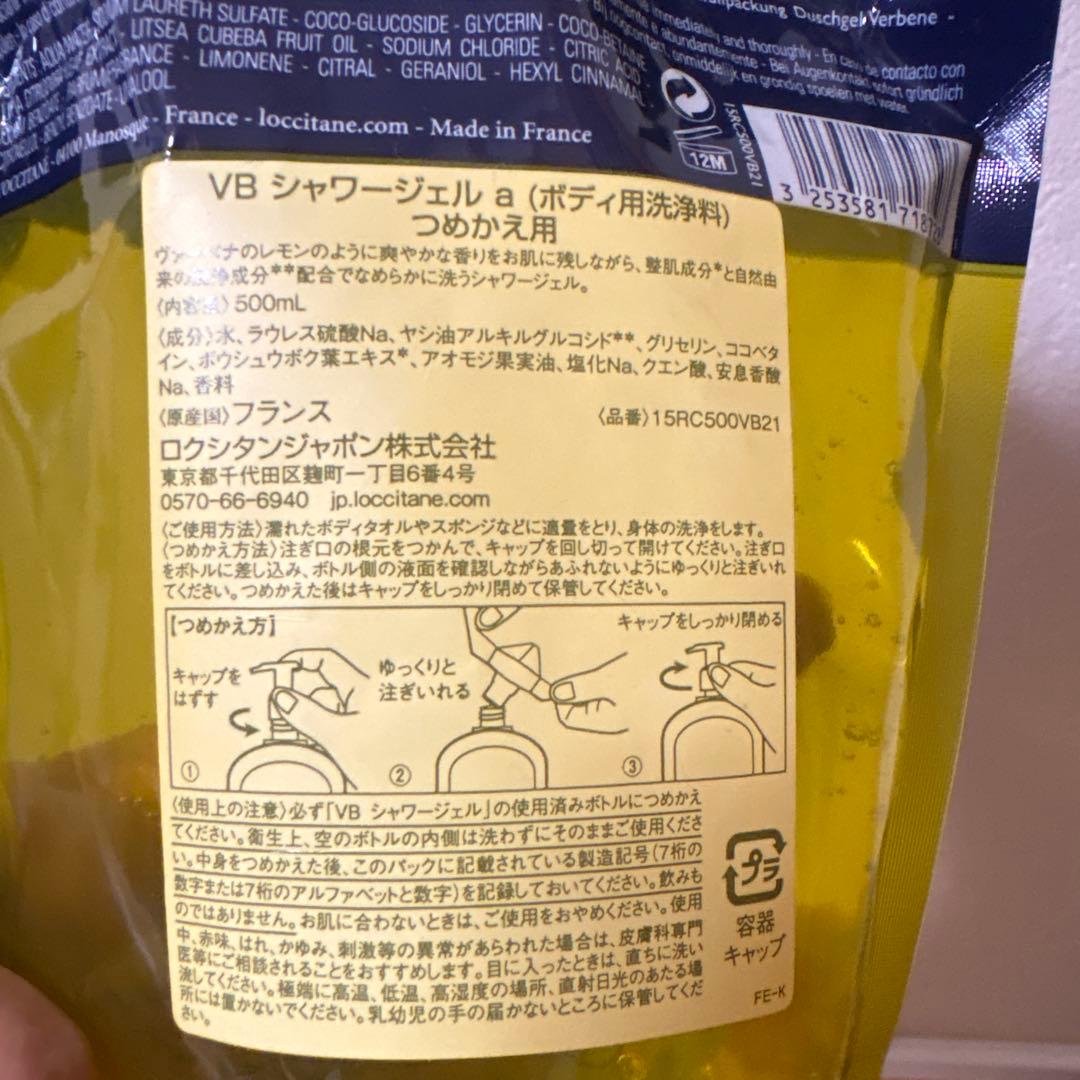 LAURETH SULFATE - COCO-GLUCOSIDE - GLYCERIN - COCO-BETAINE
LITSEA CUBEBA FRUIT OIL - SODIUM CHLORIDE - CITRIC ACID
- LIMONENE - CITRAL - GERANIOL - HEXYL CINNAMAL
04100 Manosque - France - loccitane.com - Made in France
Duschgel Verbene -
immediately and thoroughly - En caso de contacto con
abundantemente - Bei Augenkontakt sofort gründlich
onmiddelijk en grondig spoelen met water.
12M
15RC500VB21
3 253581
VB シャワージェル a (ボディ用洗浄料)
つめかえ用
のレモンのように爽やかな香りをお肌に残しながら、整肌成分*と自然由
来の洗浄成分**配合でなめらかに洗うシャワージェル。
〈内容量〉500mL
〈成分〉水、ラウレス硫酸Na、ヤシ油アルキルグルコシド**、グリセリン、ココベタ
イン、ボウシュウボク葉エキス*、アオモジ果実油、塩化Na、クエン酸、安息香酸
Na、香料
〈原産国〉フランス 〈品番〉15RC500VB21
ロクシタンジャポン株式会社
東京都千代田区麹町一丁目6番4号
0570-66-6940 jp.loccitane.com
〈ご使用方法〉濡れたボディタオルやスポンジなどに適量をとり、身体の洗浄をします。
〈つめかえ方法〉注ぎ口の根元をつかんで、キャップを回し切って開けてください。注ぎ口
をボトルに差し込み、ボトル側の液面を確認しながらあふれないようにゆっくりと注ぎいれ
てください。つめかえた後はキャップをしっかり閉めて保管してください。
【つめかえ方】
キャップを
はずす
①
ゆっくりと
注ぎいれる
②
キャップをしっかり閉める
③
〈使用上の注意〉必ず「VB シャワージェル」の使用済みボトルにつめかえ
てください。衛生上、空のボトルの内側は洗わずにそのままご使用くださ
い。中身をつめかえた後、このパックに記載されている製造記号(7桁の
数字または7桁のアルファベットと数字)を記録しておいてください。飲みも
のではありません。お肌に合わないときは、ご使用をおやめください。使用
中、赤味、はれ、かゆみ、刺激等の異常があらわれた場合は、皮膚科専門
医等にご相談されることをおすすめします。目に入ったときは、直ちに洗い
流してください。極端に高温、低温、高湿度の場所、直射日光のあたる場
所には置かないでください。乳幼児の手の届かないところに保管してくだ
さい。
プラ
容器
キャップ
FE-K